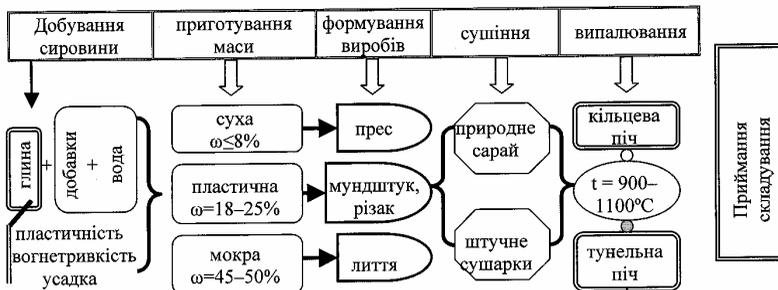 Добування
сировини
приготування
маси
формування
виробів
сушіння
випалювання
глина
+
добавки
+
вода
пластичність
вогнетривкість
усадка
суха
ω≤8%
пластична
ω=18–25%
мокра
ω=45–50%
прес
мундштук,
різак
лиття
природне
сарай
штучне
сушарки
кільцева
піч
t = 900–
1100ºC
тунельна
піч
Приймання
складування